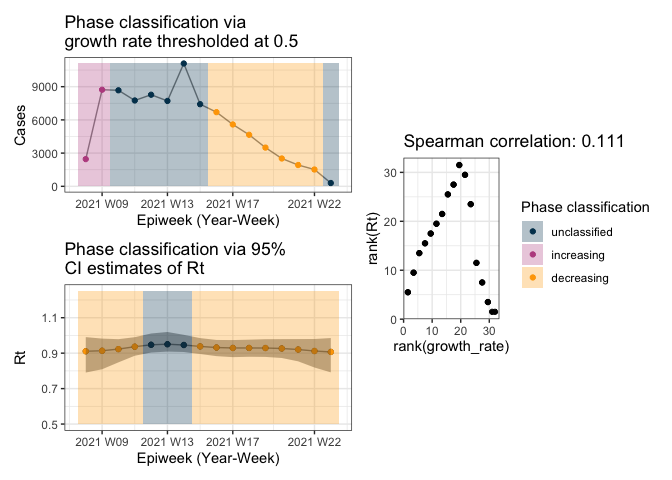 Phase classification via
growth rate thresholded at 0.5
9000
6000
3000
0
Cases
2021 W09
2021 W13
2021 W17
2021 W22
Epiweek (Year-Week)
Phase classification via 95%
CI estimates of Rt
1.1
0.9
0.7
0.5
Rt
2021 W09
2021 W13
2021 W17
2021 W22
Epiweek (Year-Week)
Spearman correlation: 0.111
30
20
10
0
rank(Rt)
0
10
20
30
rank(growth_rate)
Phase classification
unclassified
increasing
decreasing